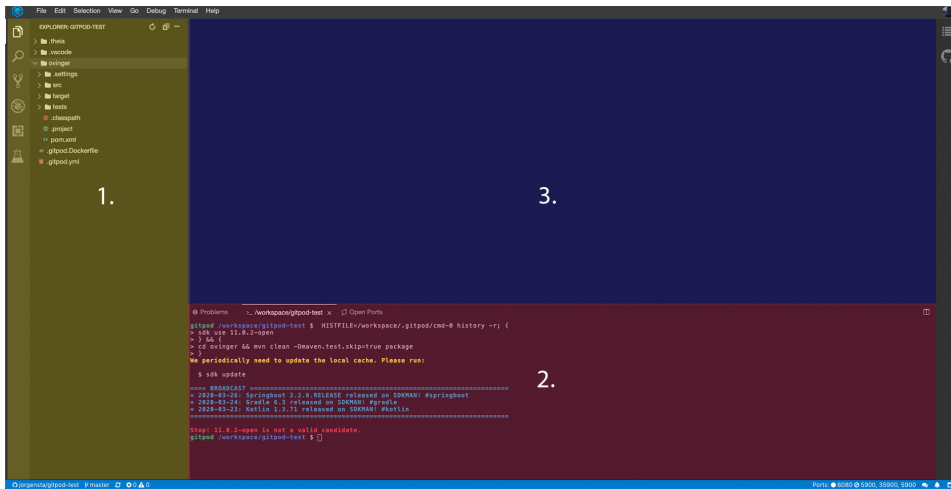 File Edit Selection View Go Debug Terminal Help
EXPLORER: GITPOD-TEST
> .theia
> .vscode
ovinger
> .settings
> src
> target
> tests
.classpath
.project
pom.xml
.gitpod.Dockerfile
.gitpod.yml
1.
3.
Problems >_ /workspace/gitpod-test x Open Ports
gitpod /workspace/gitpod-test $ HISTFILE=/workspace/.gitpod/cmd-0 history -r; {
> sdk use 11.0.2-open
> } && {
> cd ovinger && mvn clean -Dmaven.test.skip=true package
> }
We periodically need to update the local cache. Please run:
$ sdk update
==== BROADCAST =================================================================
* 2020-03-26: Springboot 2.2.6.RELEASE released on SDKMAN! #springboot
* 2020-03-24: Gradle 6.3 released on SDKMAN! #gradle
* 2020-03-23: Kotlin 1.3.71 released on SDKMAN! #kotlin
================================================================================
Stop! 11.0.2-open is not a valid candidate.
gitpod /workspace/gitpod-test $
2.
jorgensta/gitpod-test master 0 0 Ports: 6080 5900, 35900, 5900